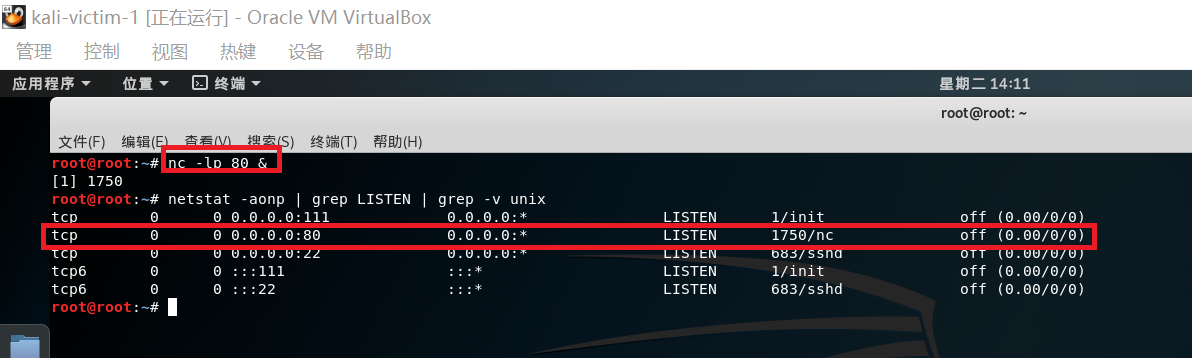 64
kali-victim-1 [正在运行] - Oracle VM VirtualBox
管理 控制 视图 热键 设备 帮助
应用程序 位置 终端 星期二 14:11
root@root: ~
文件(F) 编辑(E) 查看(V) 搜索(S) 终端(T) 帮助(H)
root@root:~# nc -lp 80 &
[1] 1750
root@root:~# netstat -aonp | grep LISTEN | grep -v unix
tcp 0 0 0.0.0.0:111 0.0.0.0:* LISTEN 1/init off (0.00/0/0)
tcp 0 0 0.0.0.0:80 0.0.0.0:* LISTEN 1750/nc off (0.00/0/0)
tcp 0 0 0.0.0.0:22 0.0.0.0:* LISTEN 683/sshd off (0.00/0/0)
tcp6 0 0 :::111 :::* LISTEN 1/init off (0.00/0/0)
tcp6 0 0 :::22 :::* LISTEN 683/sshd off (0.00/0/0)
root@root:~#